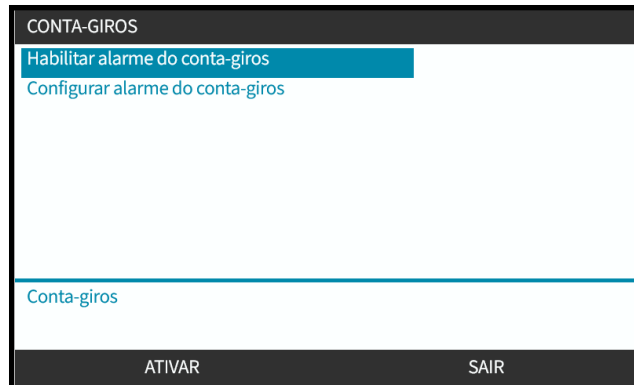 CONTA-GIROS
Habilitar alarme do conta-giros
Configurar alarme do conta-giros
Conta-giros
ATIVAR SAIR